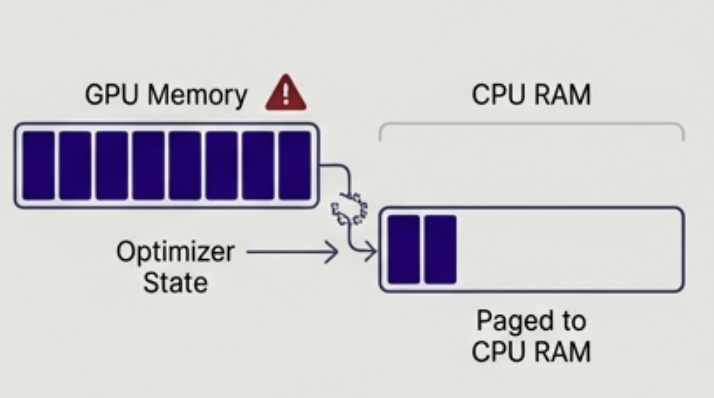 GPU Memory
CPU RAM
Optimizer
State
Paged to
CPU RAM